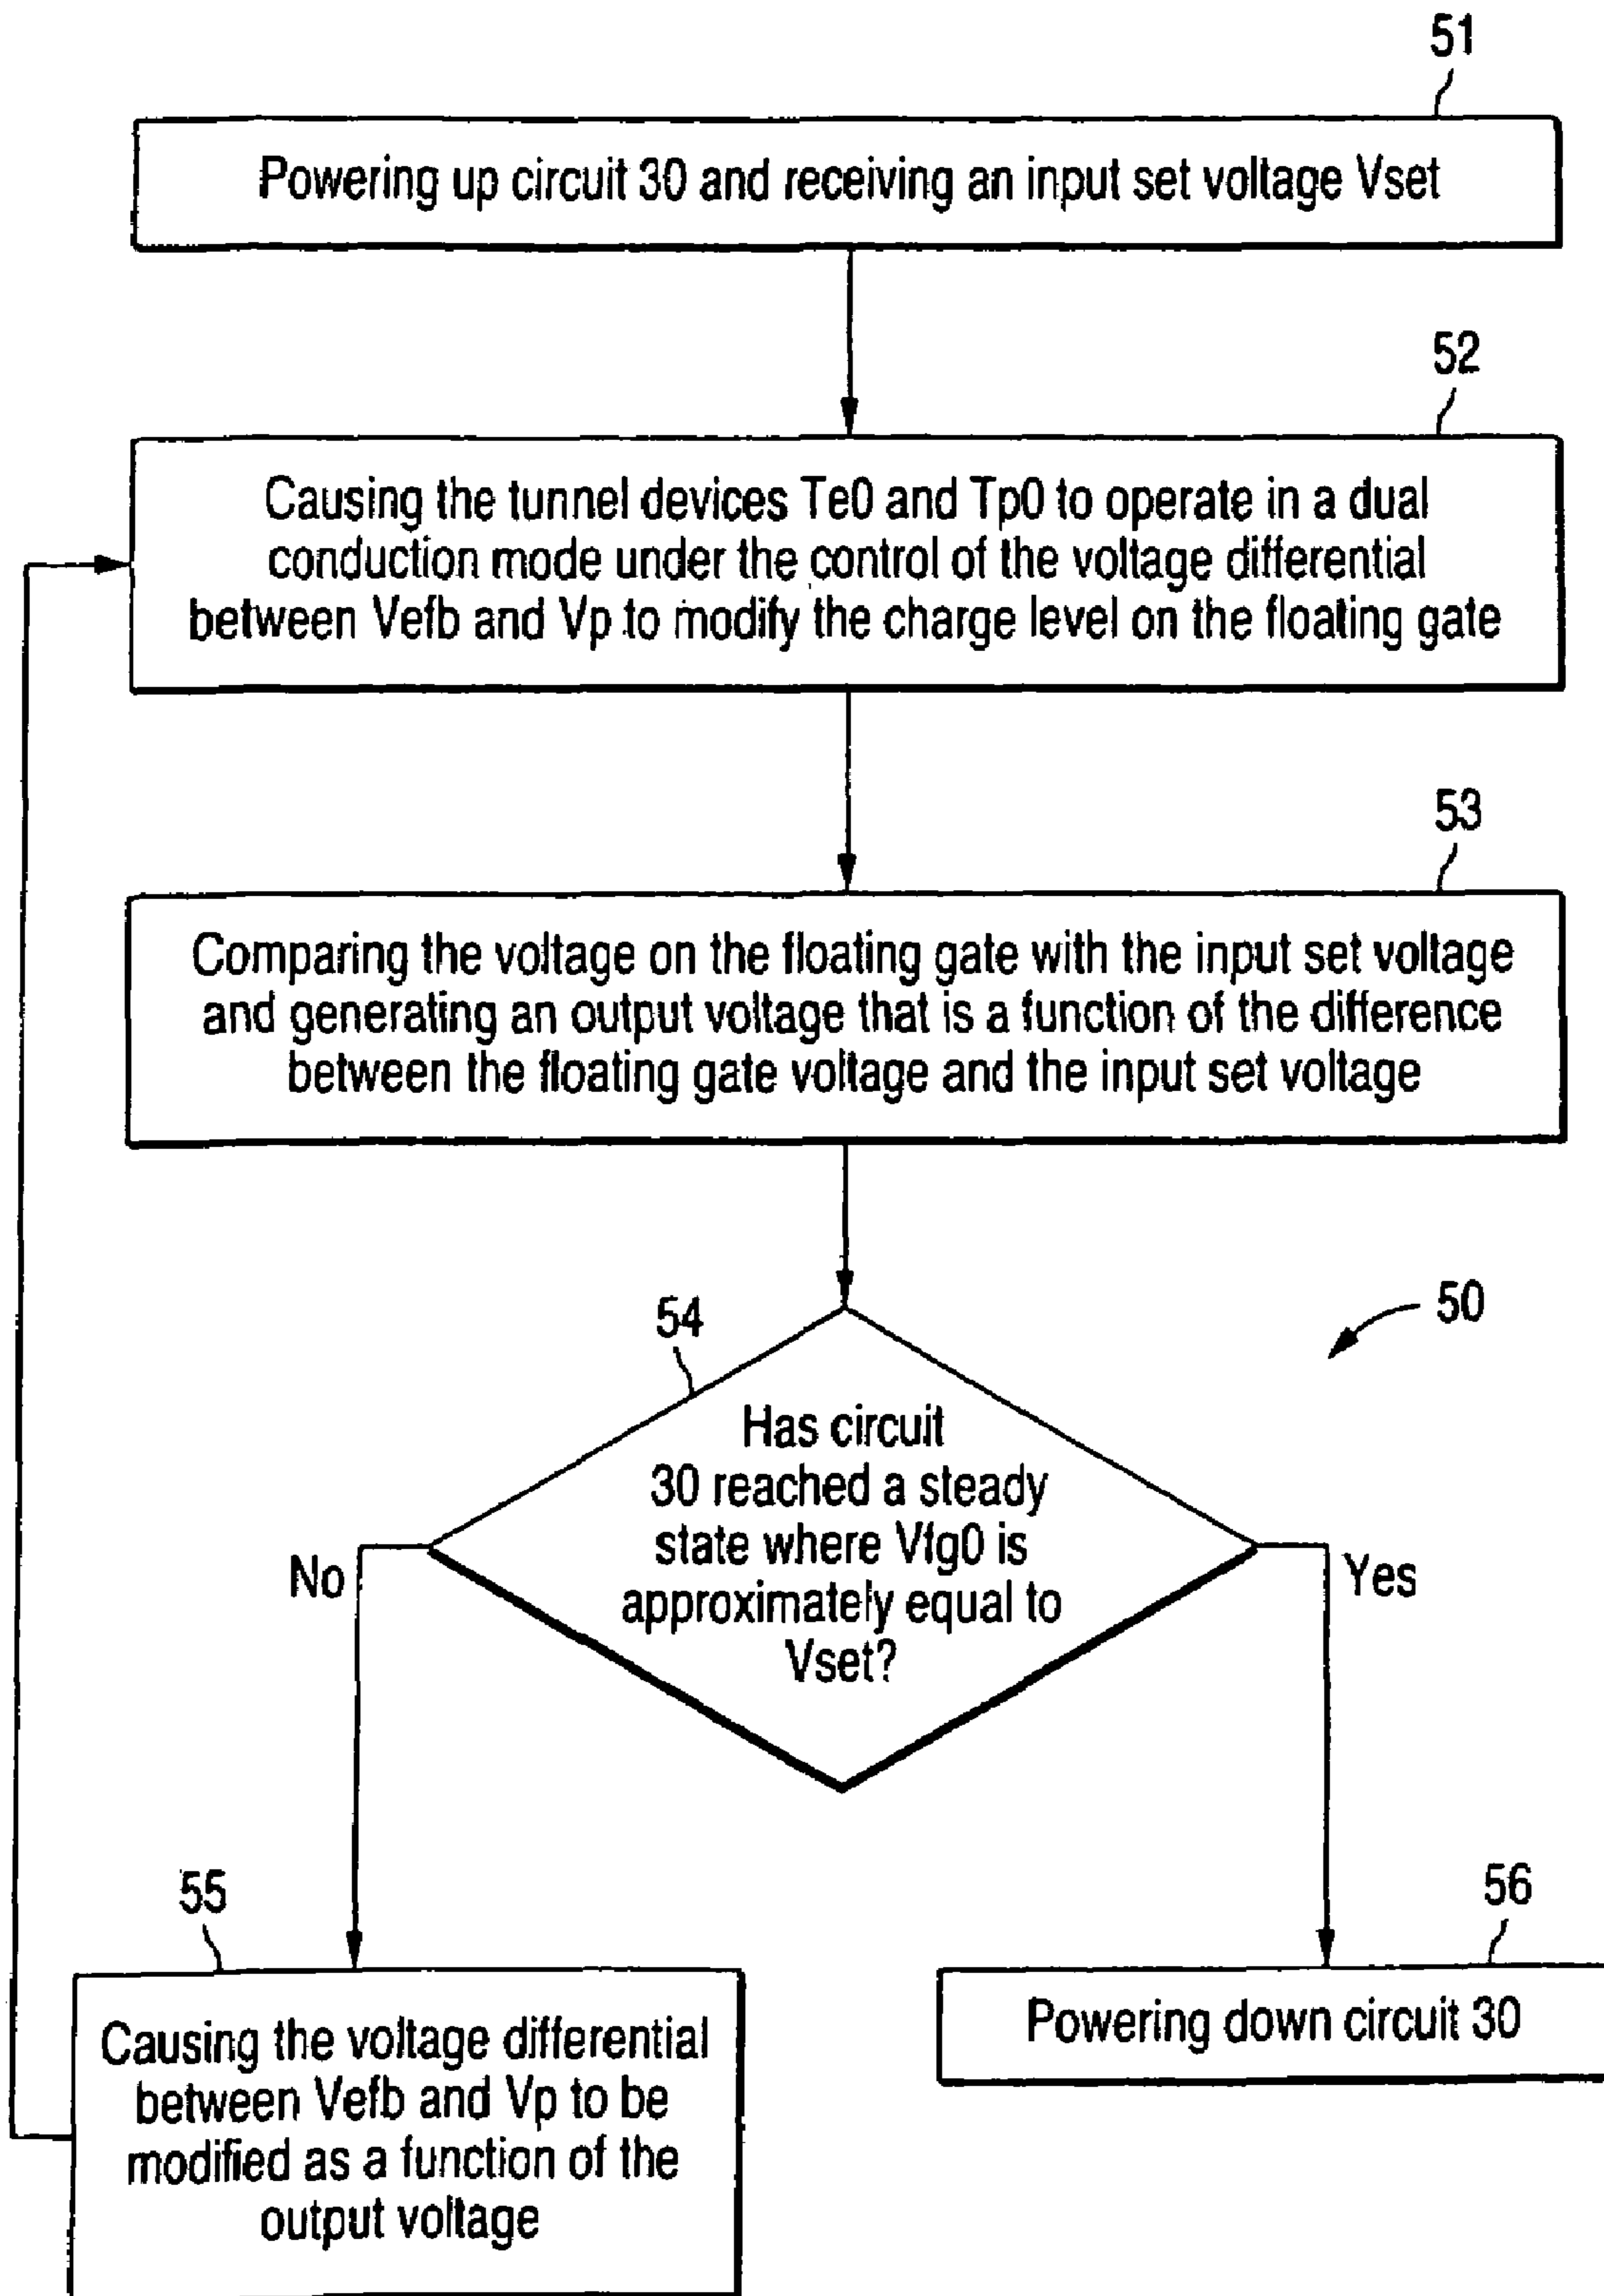 51
Powering up circuit 30 and receiving an input set voltage Vset
52
Causing the tunnel devices Te0 and Tp0 to operate in a dual
conduction mode under the control of the voltage differential
between Vefb and Vp to modify the charge level on the floating gate
53
Comparing the voltage on the floating gate with the input set voltage
and generating an output voltage that is a function of the difference
between the floating gate voltage and the input set voltage
50
54
Has circuit
30 reached a steady
state where Vfg0 is
approximately equal to
Vset?
No
Yes
55
Causing the voltage differential
between Vefb and Vp to be
modified as a function of the
output voltage
56
Powering down circuit 30